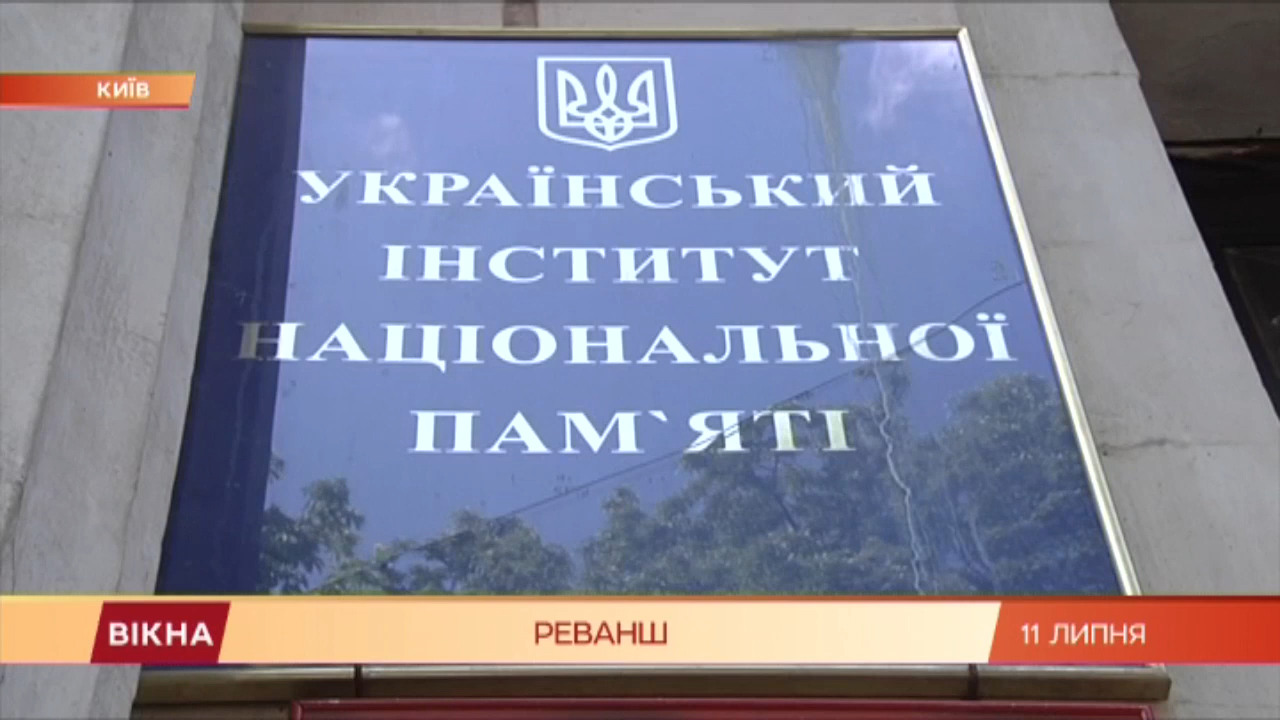 КИЇВ
УКРАЇНСЬКИЙ
ІНСТИТУТ
НАЦІОНАЛЬНОЇ
ПАМ`ЯТІ
ВІКНА
РЕВАНШ
11 ЛИПНЯ